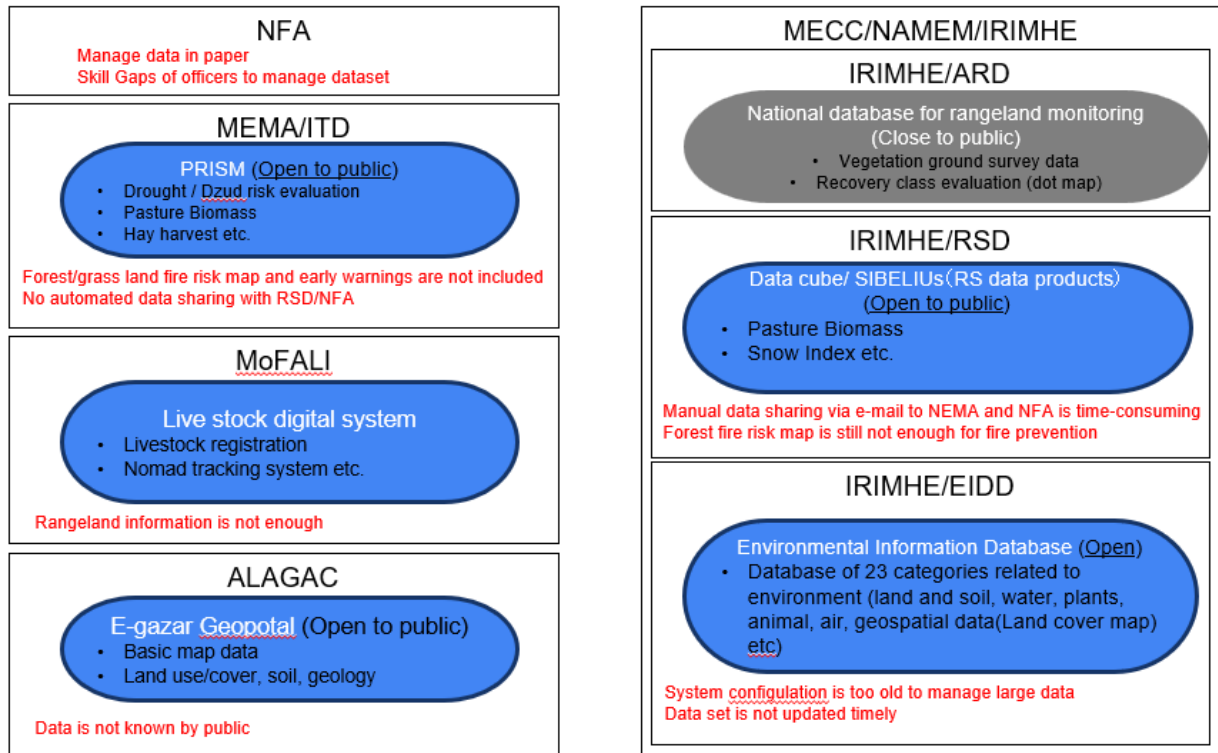 NFA
Manage data in paper
Skill Gaps of officers to manage dataset
MEMA/ITD
PRISM (Open to public)
• Drought / Dzud risk evaluation
• Pasture Biomass
• Hay harvest etc.
Forest/grass land fire risk map and early warnings are not included
No automated data sharing with RSD/NFA
MoFALI
Live stock digital system
• Livestock registration
• Nomad tracking system etc.
Rangeland information is not enough
ALAGAC
E-gazar Geopotal (Open to public)
• Basic map data
• Land use/cover, soil, geology
Data is not known by public
MECC/NAMEM/IRIMHE
IRIMHE/ARD
National database for rangeland monitoring
(Close to public)
• Vegetation ground survey data
• Recovery class evaluation (dot map)
IRIMHE/RSD
Data cube/ SIBELIUs（RS data products）
(Open to public)
• Pasture Biomass
• Snow Index etc.
Manual data sharing via e-mail to NEMA and NFA is time-consuming
Forest fire risk map is still not enough for fire prevention
IRIMHE/EIDD
Environmental Information Database (Open)
• Database of 23 categories related to
environment (land and soil, water, plants,
animal, air, geospatial data(Land cover map)
etc)
System configulation is too old to manage large data
Data set is not updated timely